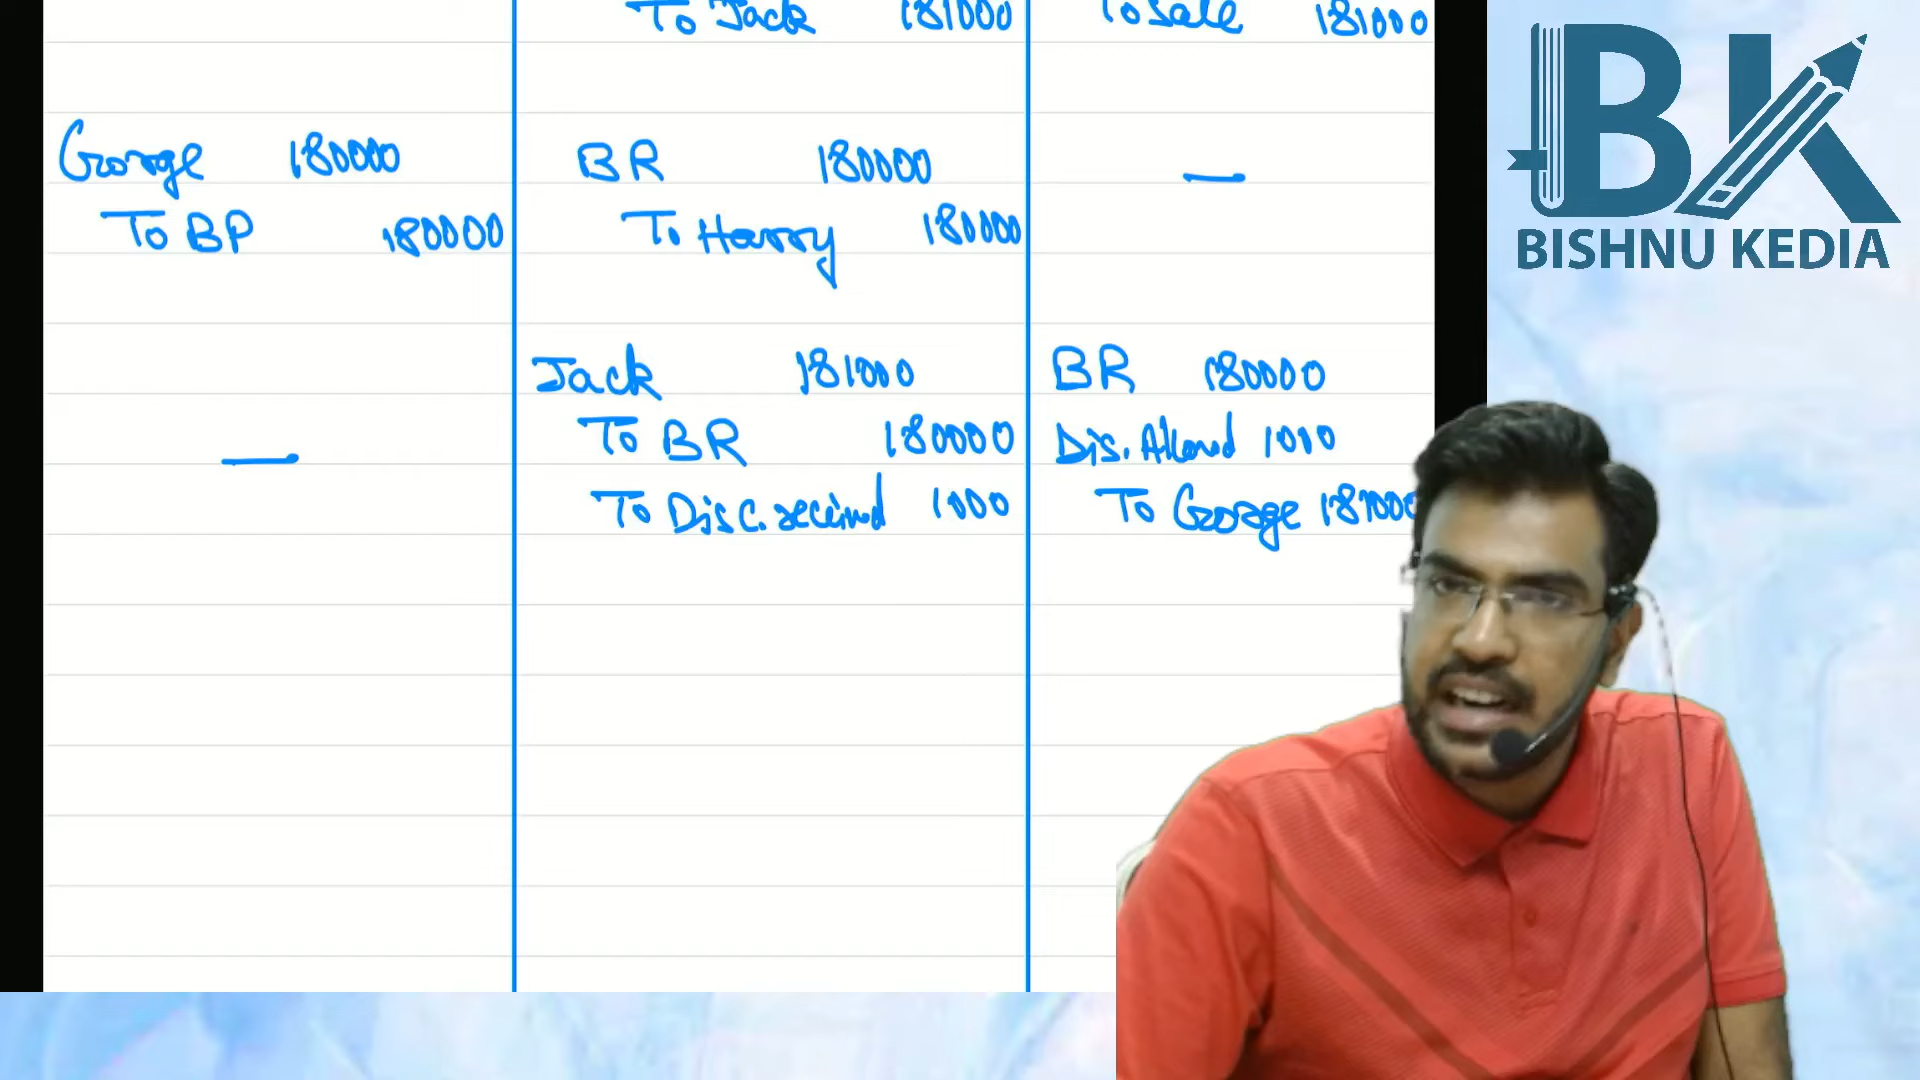 To Jack 181000
To Sale 181000
George 180000
To BP 180000
BR 180000
To Harry 180000
—
—
Jack 181000
To BR 180000
To Disc. received 1000
BR 180000
Dis. Allowed 1000
To George 181000
BK
BISHNU KEDIA